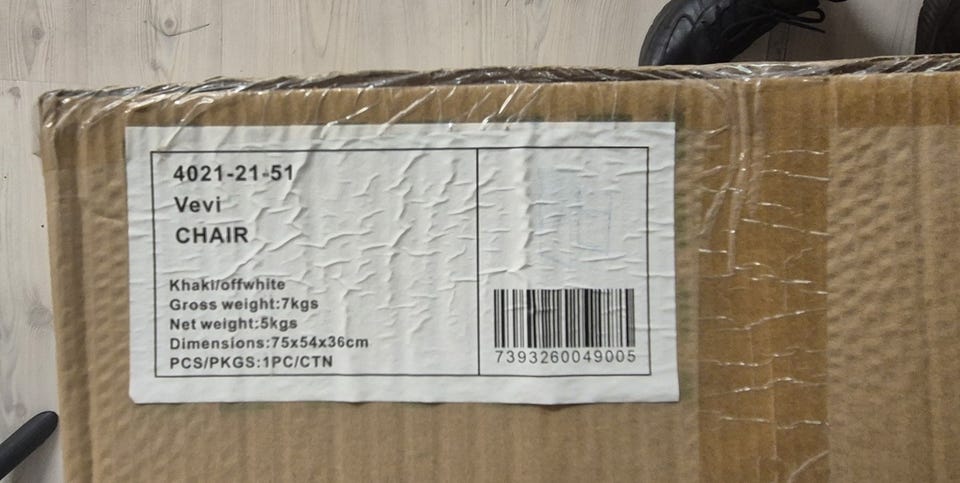 4021-21-51
Vevi
CHAIR
Khaki/offwhite
Gross weight:7kgs
Net weight:5kgs
Dimensions:75x54x36cm
PCS/PKGS:1PC/CTN
7393260049005